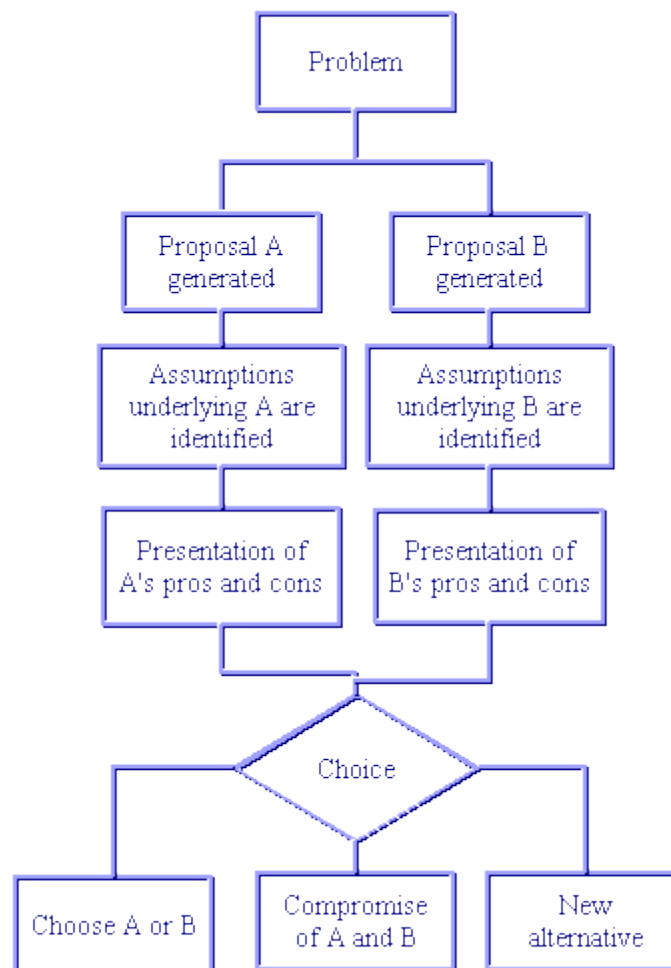 Problem
Proposal A
generated
Proposal B
generated
Assumptions
underlying A are
identified
Assumptions
underlying B are
identified
Presentation of
A's pros and cons
Presentation of
B's pros and cons
Choice
Choose A or B
Compromise
of A and B
New
alternative